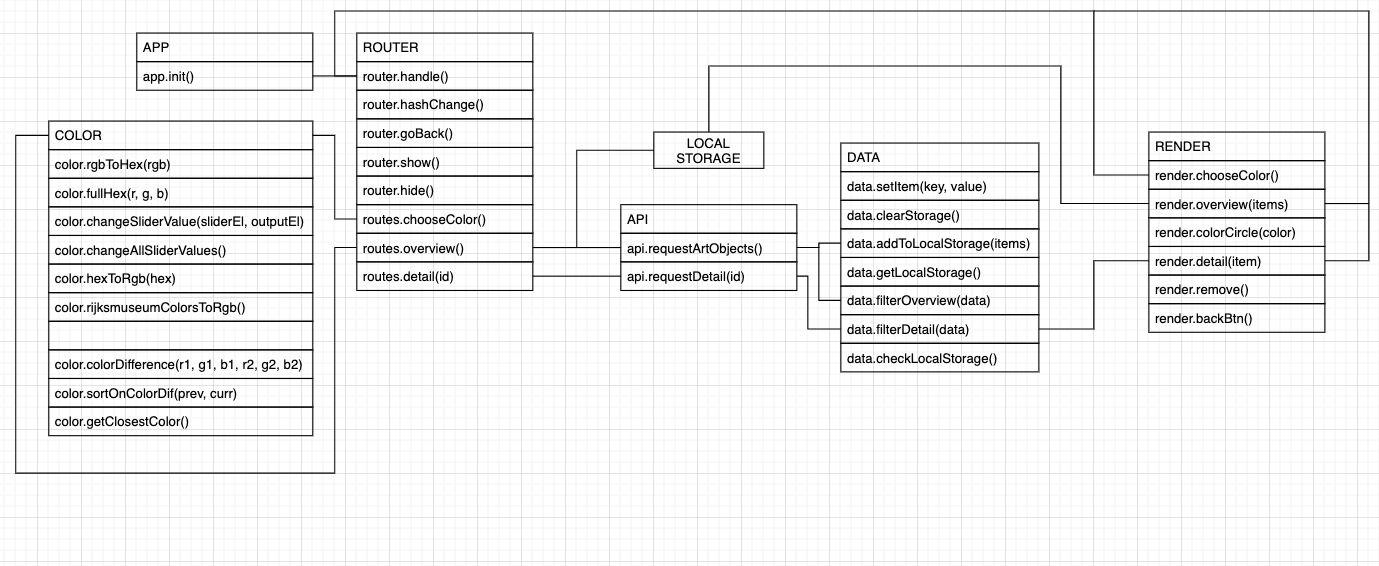 APP
app.init()
COLOR
color.rgbToHex(rgb)
color.fullHex(r, g, b)
color.changeSliderValue(sliderEl, outputEl)
color.changeAllSliderValues()
color.hexToRgb(hex)
color.rijksmuseumColorsToRgb()
color.colorDifference(r1, g1, b1, r2, g2, b2)
color.sortOnColorDif(prev, curr)
color.getClosestColor()
ROUTER
router.handle()
router.hashChange()
router.goBack()
router.show()
router.hide()
routes.chooseColor()
routes.overview()
routes.detail(id)
LOCAL
STORAGE
API
api.requestArtObjects()
api.requestDetail(id)
DATA
data.setItem(key, value)
data.clearStorage()
data.addToLocalStorage(items)
data.getLocalStorage()
data.filterOverview(data)
data.filterDetail(data)
data.checkLocalStorage()
RENDER
render.chooseColor()
render.overview(items)
render.colorCircle(color)
render.detail(item)
render.remove()
render.backBtn()